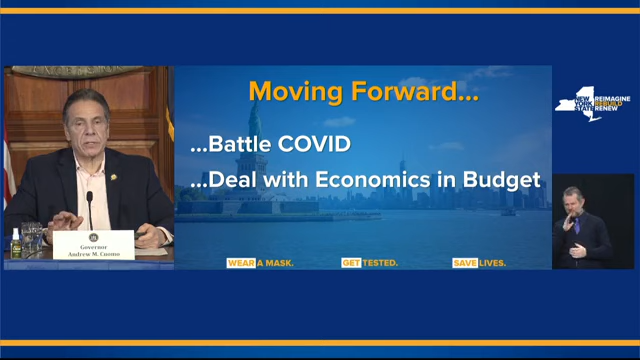 Moving Forward...
...Battle COVID
...Deal with Economics in Budget
NEW YORK STATE
REIMAGINE
REBUILD
RENEW
Governor
Andrew M. Cuomo
WEAR A MASK. GET TESTED. SAVE LIVES.